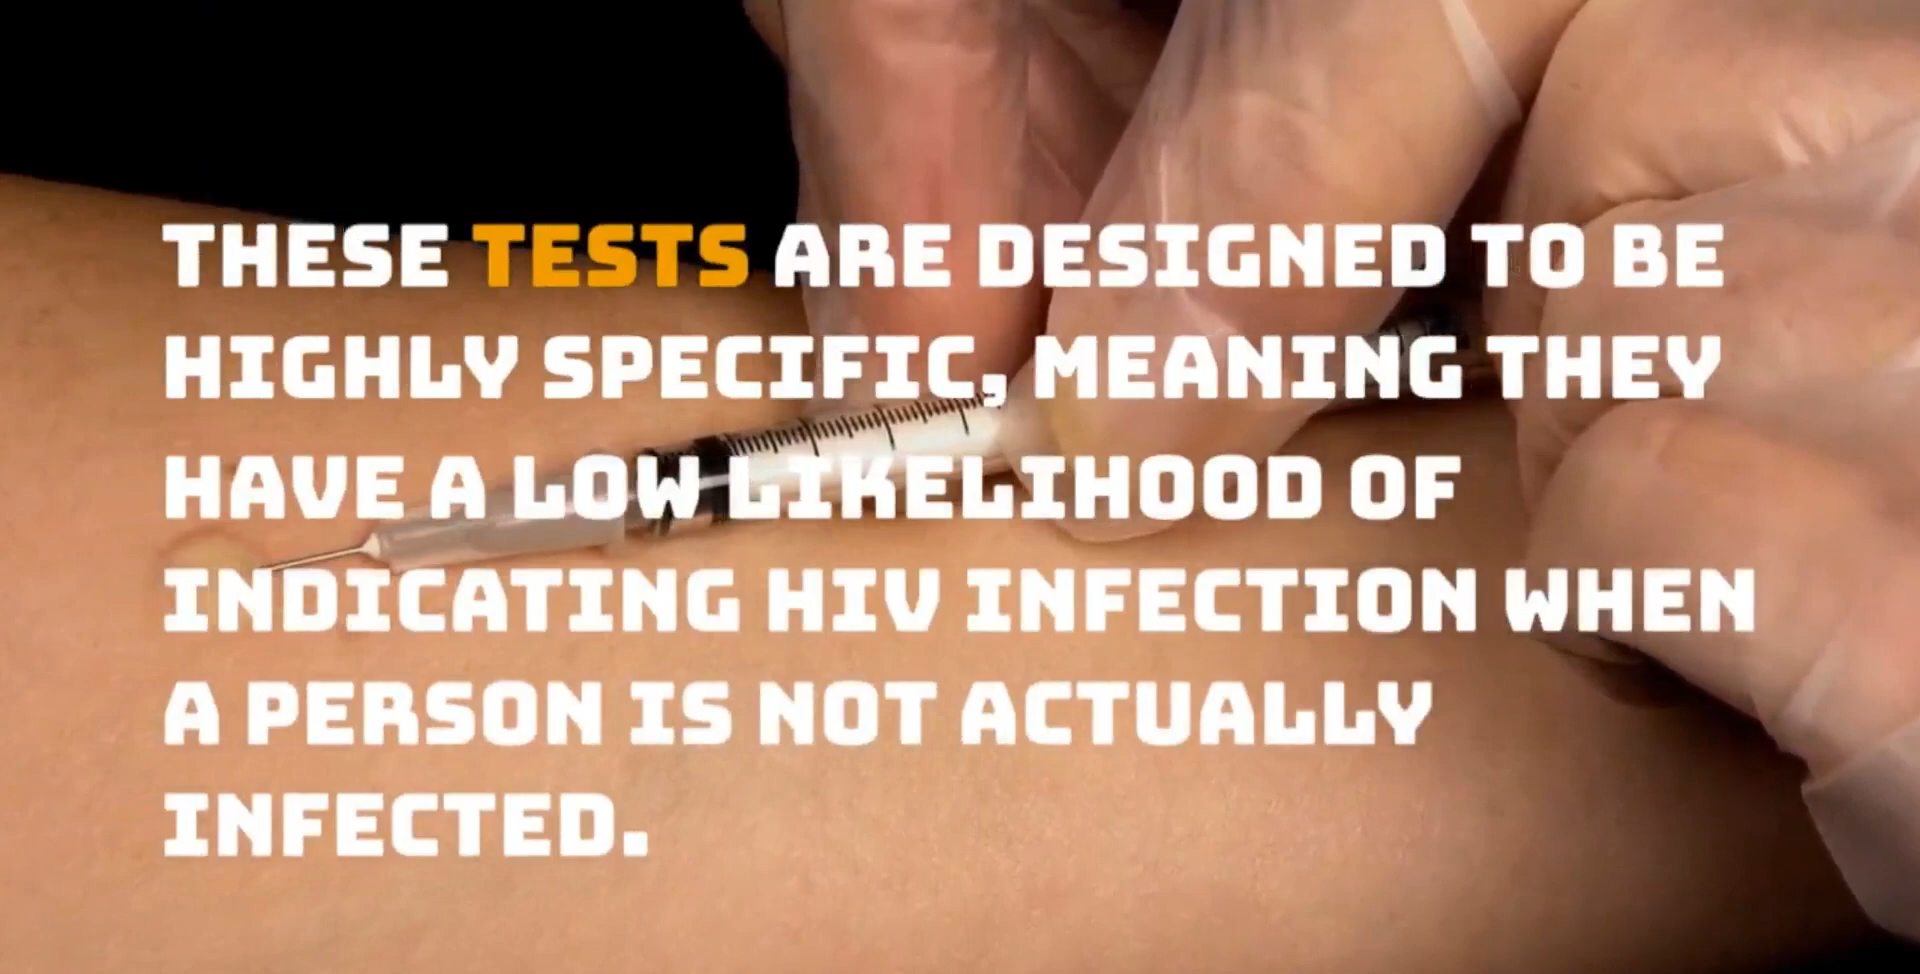 THESE TESTS ARE DESIGNED TO BE
HIGHLY SPECIFIC, MEANING THEY
HAVE A LOW LIKELIHOOD OF
INDICATING HIV INFECTION WHEN
A PERSON IS NOT ACTUALLY
INFECTED.